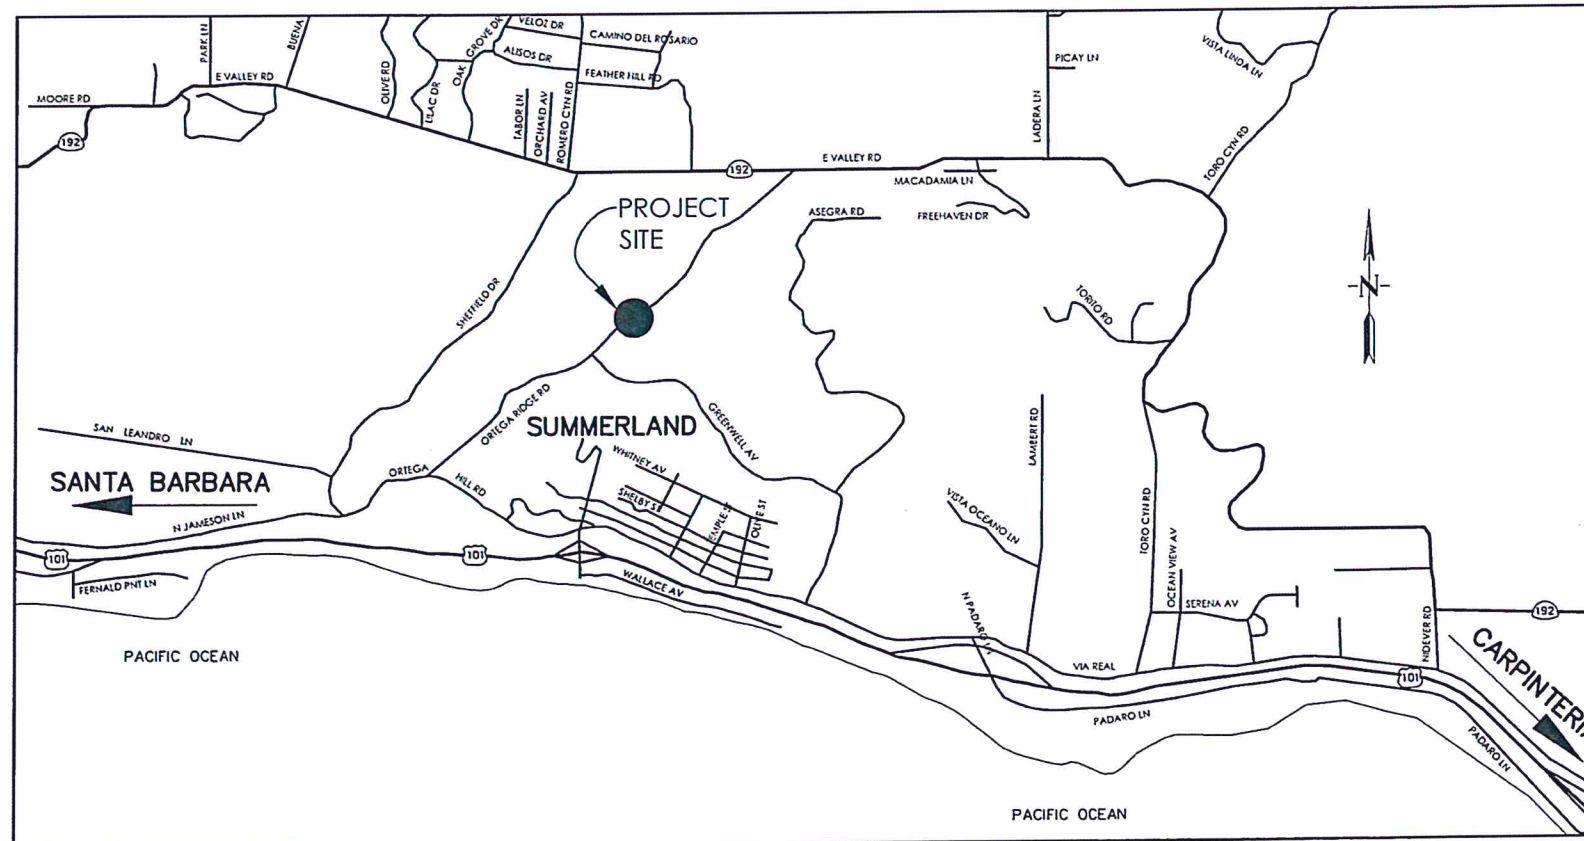 PARK LN
BUENA
MOORE RD
E VALLEY RD
192
OLIVE RD
LILAC DR
OAK GROVE DR
VELOZ DR
ALISOS DR
CAMINO DEL ROSARIO
FEATHER HILL RD
TABOR LN
ORCHARD AV
ROMERO CYN RD
192
E VALLEY RD
LADERA LN
PICAY LN
VISTA LINDA LN
TORO CYN RD
MACADAMIA LN
FREEHAVEN DR
ASEGRA RD
PROJECT
SITE
SHEFFIELD DR
N
TORITO RD
ORTEGA RIDGE RD
GREENWELL AV
SUMMERLAND
LAMBERT RD
SAN LEANDRO LN
SANTA BARBARA
N JAMESON LN
ORTEGA HILL RD
WHITNEY AV
SHELBY ST
EMPLE ST
OLIVE ST
VISTA OCEANO LN
TORO CYN RD
OCEAN VIEW AV
SERENA AV
101
101
FERNALD PNT LN
WALLACE AV
N PADARO LN
VIA REAL
NIDEVER RD
192
CARPINTERIA
101
PADARO LN
PADARO LN
PACIFIC OCEAN
PACIFIC OCEAN